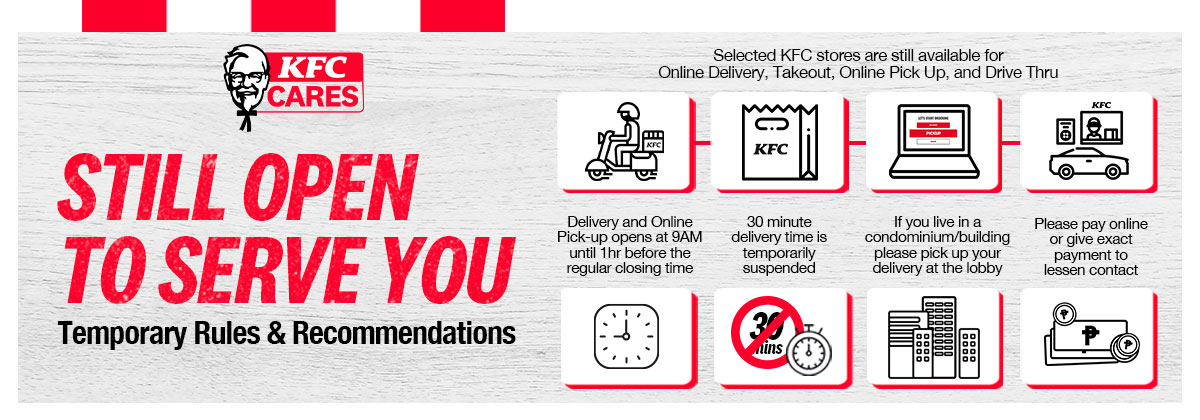 KFC
CARES
STILL OPEN
TO SERVE YOU
Temporary Rules & Recommendations
Selected KFC stores are still available for
Online Delivery, Takeout, Online Pick Up, and Drive Thru
KFC
KFC
LET'S START ORDERING
PICKUP
KFC
Delivery and Online
Pick-up opens at 9AM
until 1hr before the
regular closing time
30 minute
delivery time is
temporarily
suspended
If you live in a
condominium/building
please pick up your
delivery at the lobby
Please pay online
or give exact
payment to
lessen contact
30
mins
₱
₱
₱